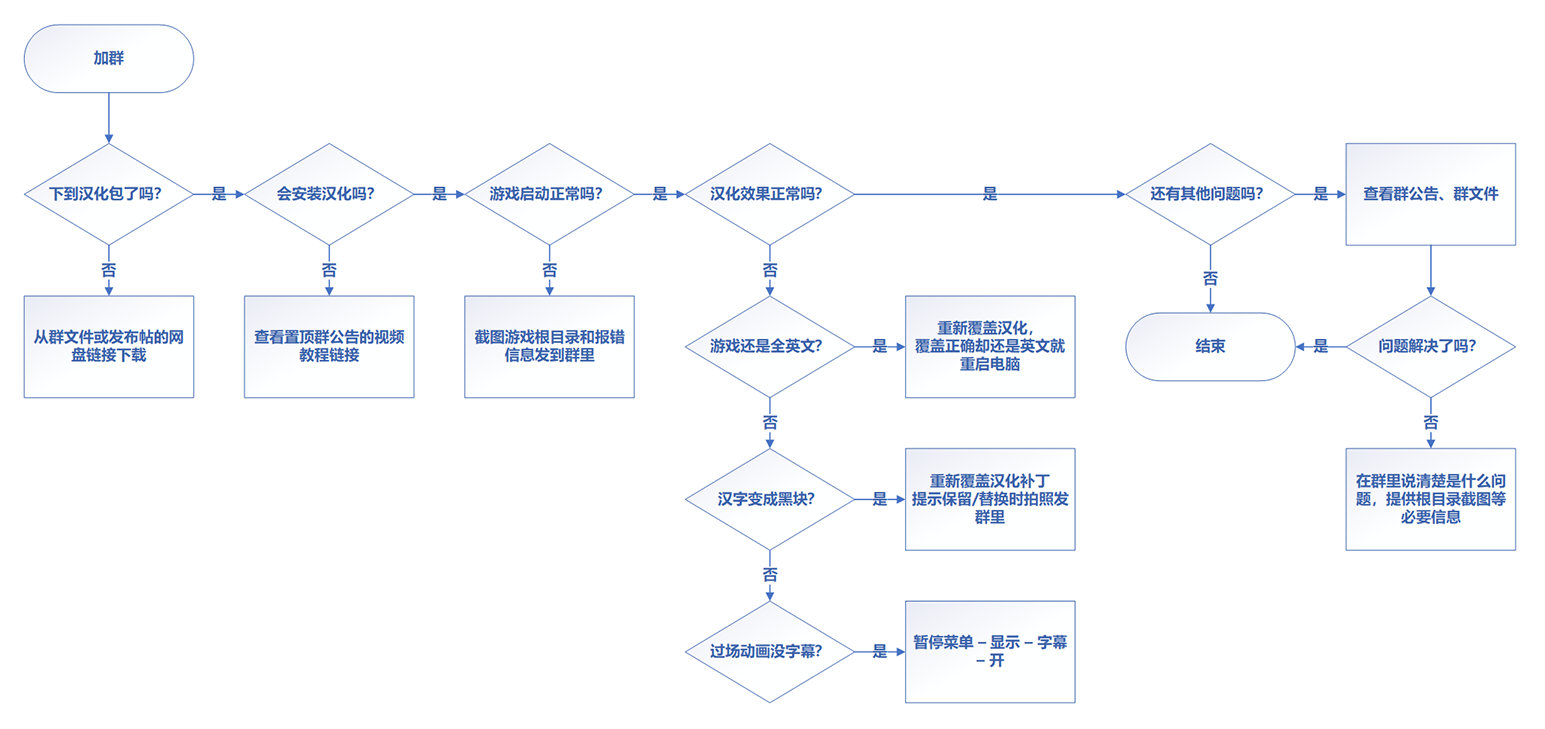 加群
下到汉化包了吗?
是
会安装汉化吗?
是
游戏启动正常吗?
是
汉化效果正常吗?
是
还有其他问题吗?
是
查看群公告、群文件
否
否
否
否
否
从群文件或发布帖的网
盘链接下载
查看置顶群公告的视频
教程链接
截图游戏根目录和报错
信息发到群里
游戏还是全英文?
是
重新覆盖汉化，
覆盖正确却还是英文就
重启电脑
结束
是
问题解决了吗?
否
否
汉字变成黑块?
是
重新覆盖汉化补丁
提示保留/替换时拍照发
群里
在群里说清楚是什么问
题，提供根目录截图等
必要信息
否
过场动画没字幕?
是
暂停菜单 – 显示 – 字幕
– 开